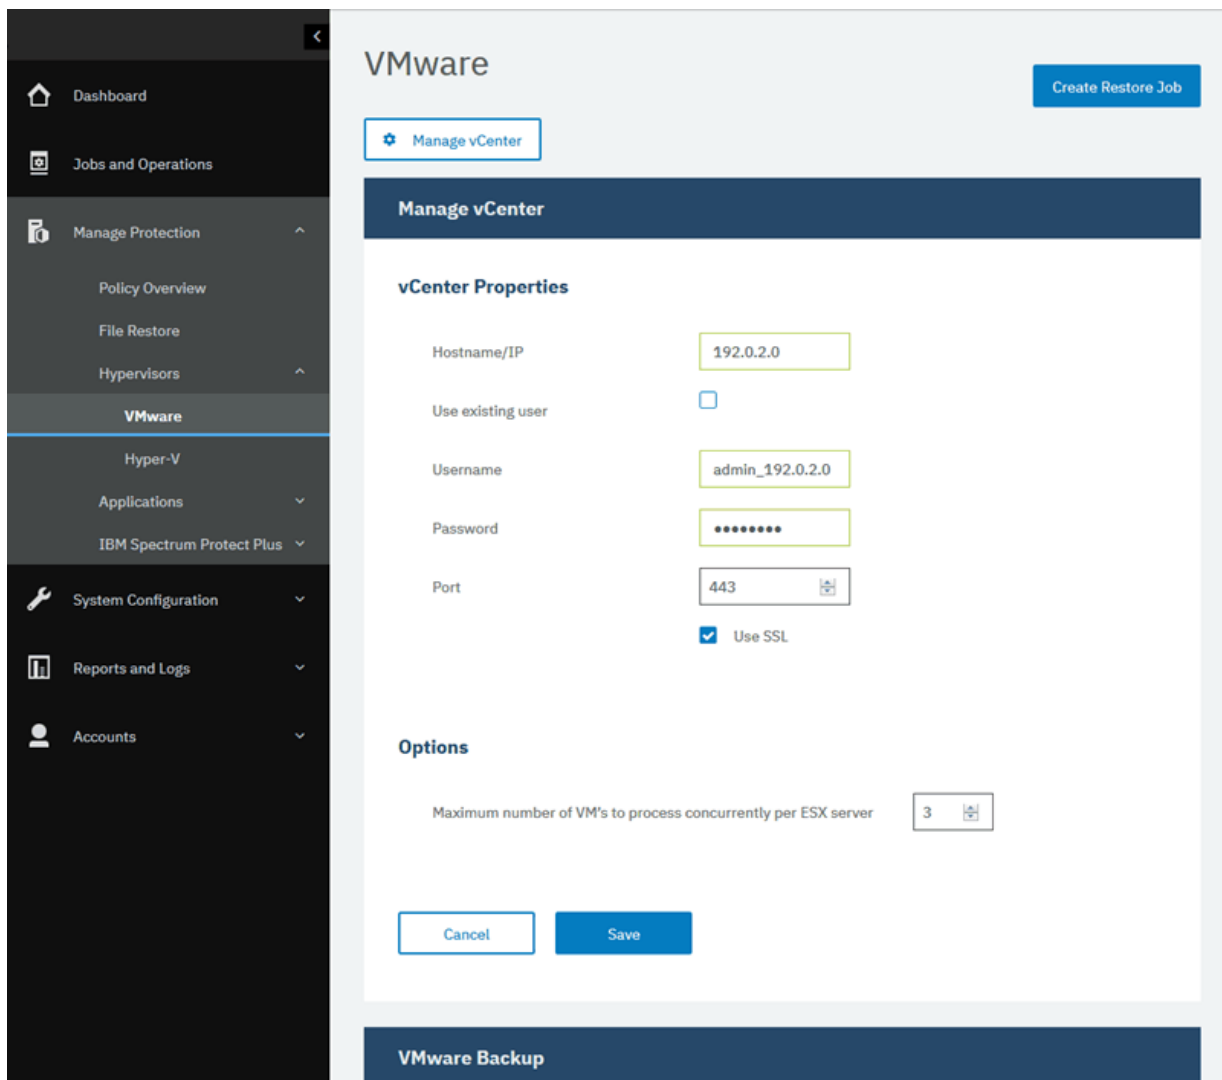 Dashboard
Jobs and Operations
Manage Protection
Policy Overview
File Restore
Hypervisors
VMware
Hyper-V
Applications
IBM Spectrum Protect Plus
System Configuration
Reports and Logs
Accounts
VMware
Create Restore Job
Manage vCenter
Manage vCenter
vCenter Properties
Hostname/IP 192.0.2.0
Use existing user
Username admin_192.0.2.0
Password ••••••••
Port 443
Use SSL
Options
Maximum number of VM's to process concurrently per ESX server 3
Cancel Save
VMware Backup